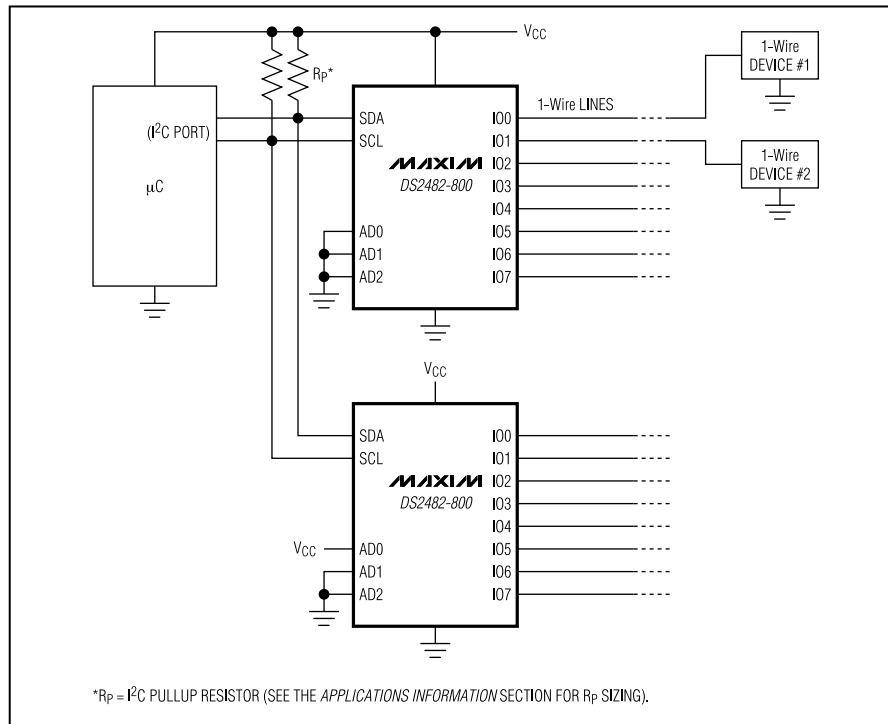 VCC
RP*
(I2C PORT)
μC
SDA
SCL
AD0
AD1
AD2
MAXIM
DS2482-800
IO0
IO1
IO2
IO3
IO4
IO5
IO6
IO7
1-Wire LINES
1-Wire
DEVICE #1
1-Wire
DEVICE #2
VCC
SDA
SCL
VCC
AD0
AD1
AD2
MAXIM
DS2482-800
IO0
IO1
IO2
IO3
IO4
IO5
IO6
IO7
*RP = I2C PULLUP RESISTOR (SEE THE APPLICATIONS INFORMATION SECTION FOR RP SIZING).